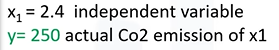 x₁ = 2.4 independent variable
y= 250 actual Co2 emission of x1